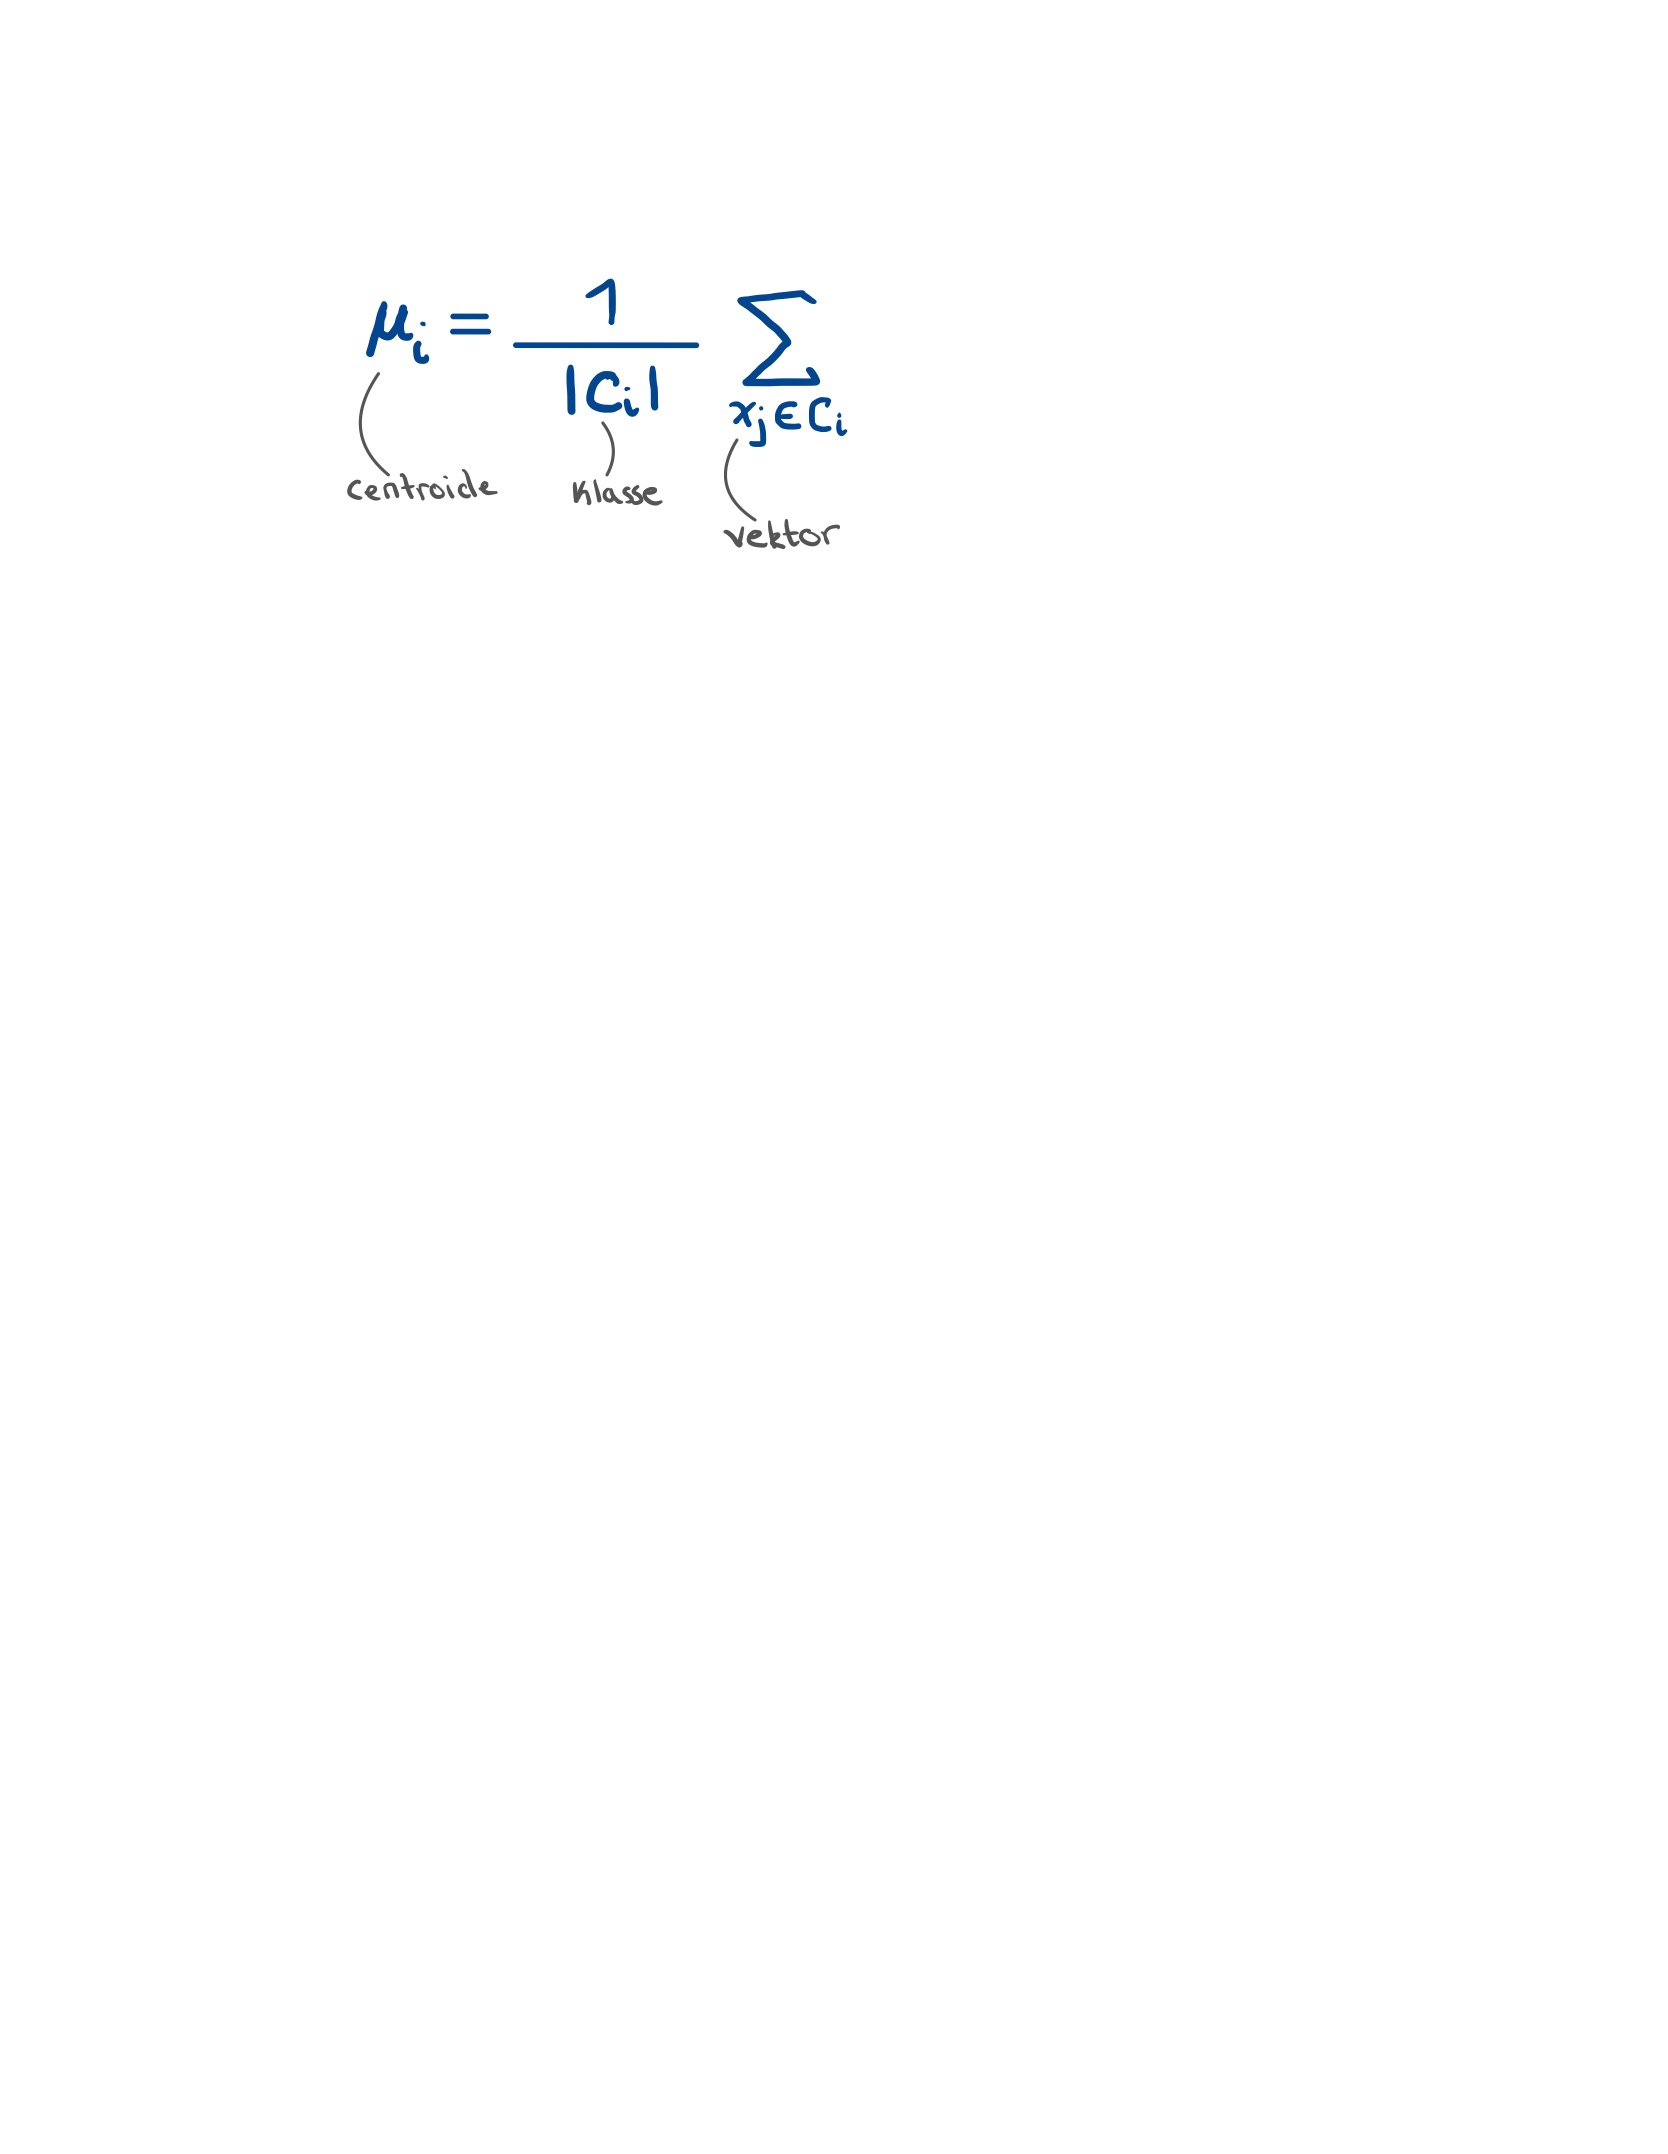 μᵢ = 1 / |Cᵢ| ∑ xⱼ∈Cᵢ
centroide klasse
vektor